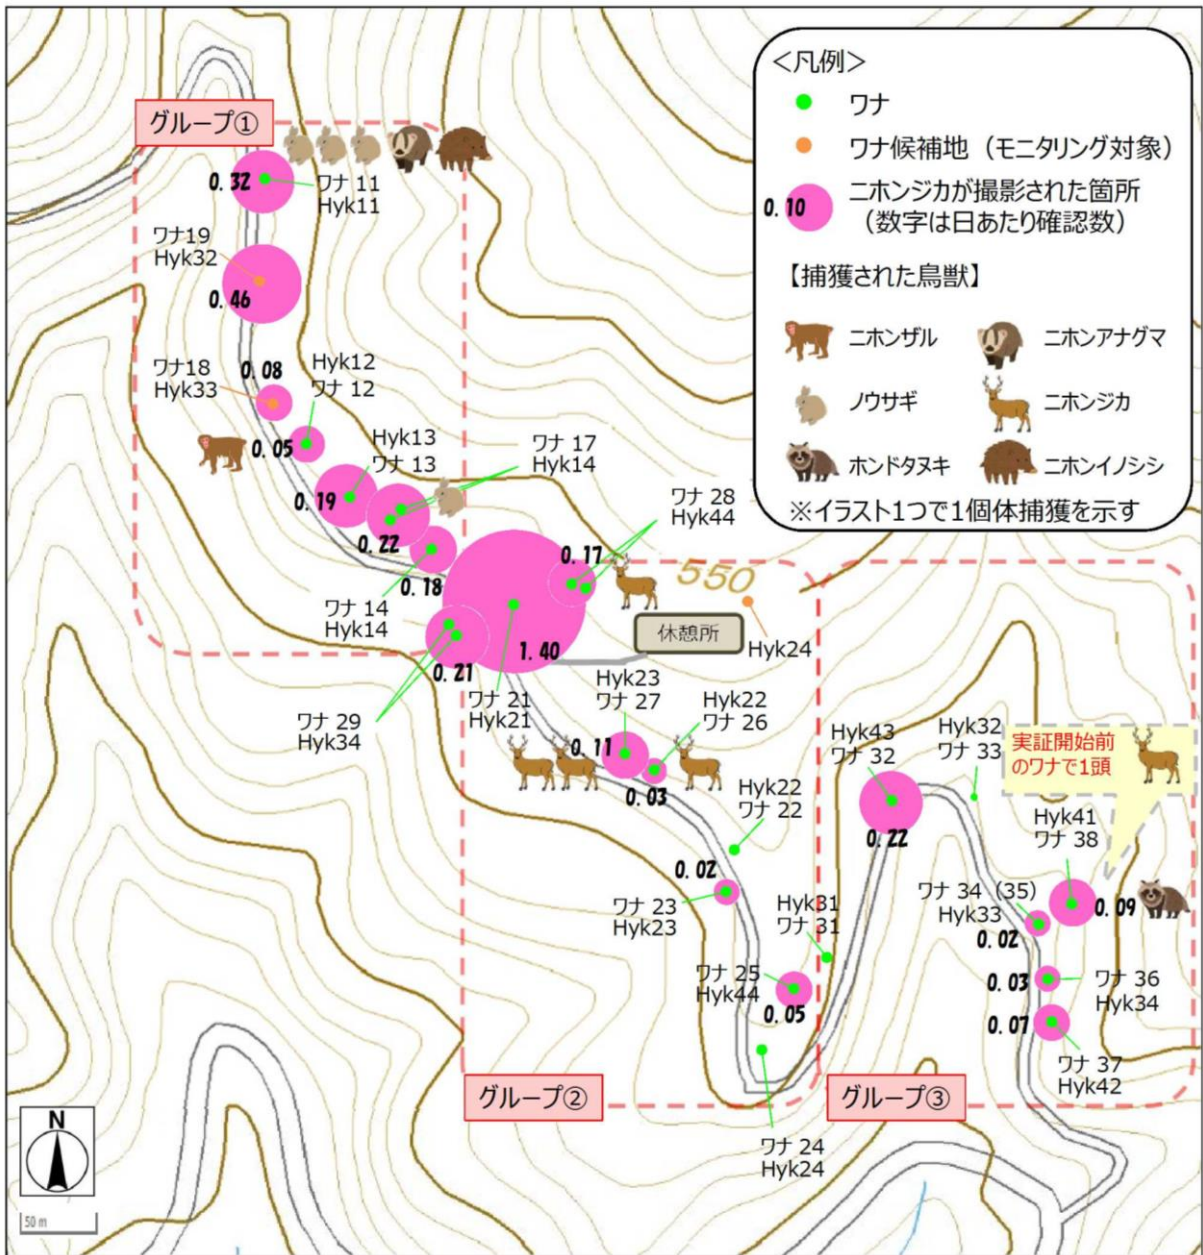 <凡例>
ワナ
ワナ候補地（モニタリング対象）
0.10
ニホンジカが撮影された箇所
（数字は日あたり確認数）
【捕獲された鳥獣】
ニホンザル
ニホンアナグマ
ノウサギ
ニホンジカ
ホンドタヌキ
ニホンイノシシ
※イラスト1つで1個体捕獲を示す
グループ①
0.32
ワナ 11
Hyk11
ワナ19
Hyk32
0.46
0.08
ワナ18
Hyk33
Hyk12
ワナ 12
0.05
Hyk13
ワナ 13
0.19
ワナ 17
Hyk14
0.22
ワナ 28
Hyk44
0.17
0.18
ワナ 14
Hyk14
550
休憩所
Hyk24
1.40
0.21
ワナ 29
Hyk34
ワナ 21
Hyk21
Hyk23
ワナ 27
0.11
Hyk22
ワナ 26
0.03
Hyk22
ワナ 22
0.02
ワナ 23
Hyk23
Hyk31
ワナ 31
ワナ 25
Hyk44
0.05
ワナ 24
Hyk24
グループ②
Hyk43
ワナ 32
0.22
Hyk32
ワナ 33
実証開始前
のワナで1頭
Hyk41
ワナ 38
0.09
ワナ 34（35）
Hyk33
0.02
0.03
ワナ 36
Hyk34
0.07
ワナ 37
Hyk42
グループ③
N
50 m